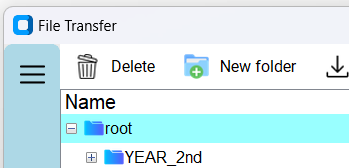 File Transfer
Delete New folder
Name
root
YEAR_2nd